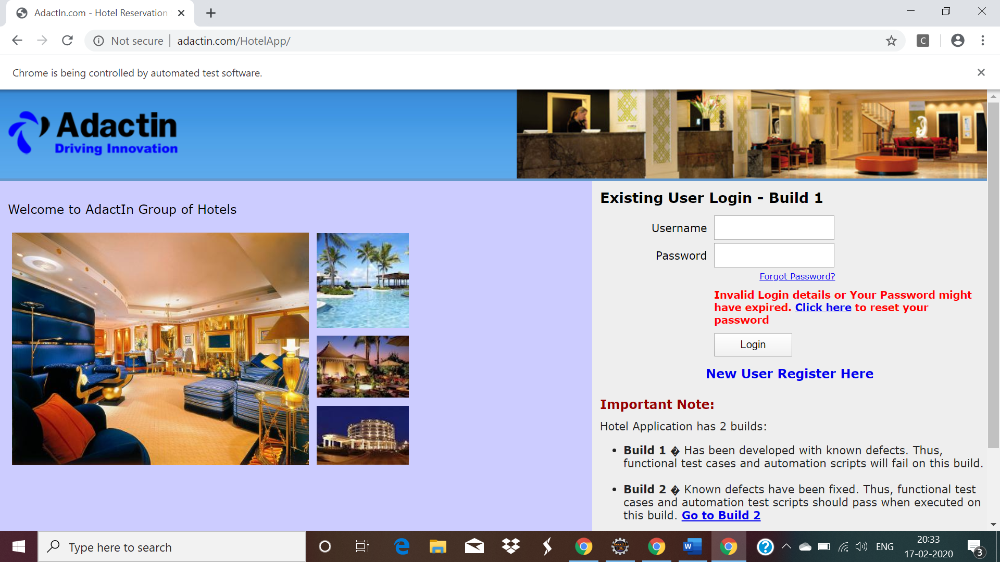 AdactIn.com - Hotel Reservation
Not secure | adactin.com/HotelApp/
C
Chrome is being controlled by automated test software.
Adactin
Driving Innovation
Welcome to AdactIn Group of Hotels
Existing User Login - Build 1
Username
Password
Forgot Password?
Invalid Login details or Your Password might
have expired. Click here to reset your
password
Login
New User Register Here
Important Note:
Hotel Application has 2 builds:
• Build 1 � Has been developed with known defects. Thus,
functional test cases and automation scripts will fail on this build.
• Build 2 � Known defects have been fixed. Thus, functional test
cases and automation test scripts should pass when executed on
this build. Go to Build 2
Type here to search
Java EE
IDE
W
?
ENG
20:33
17-02-2020
3